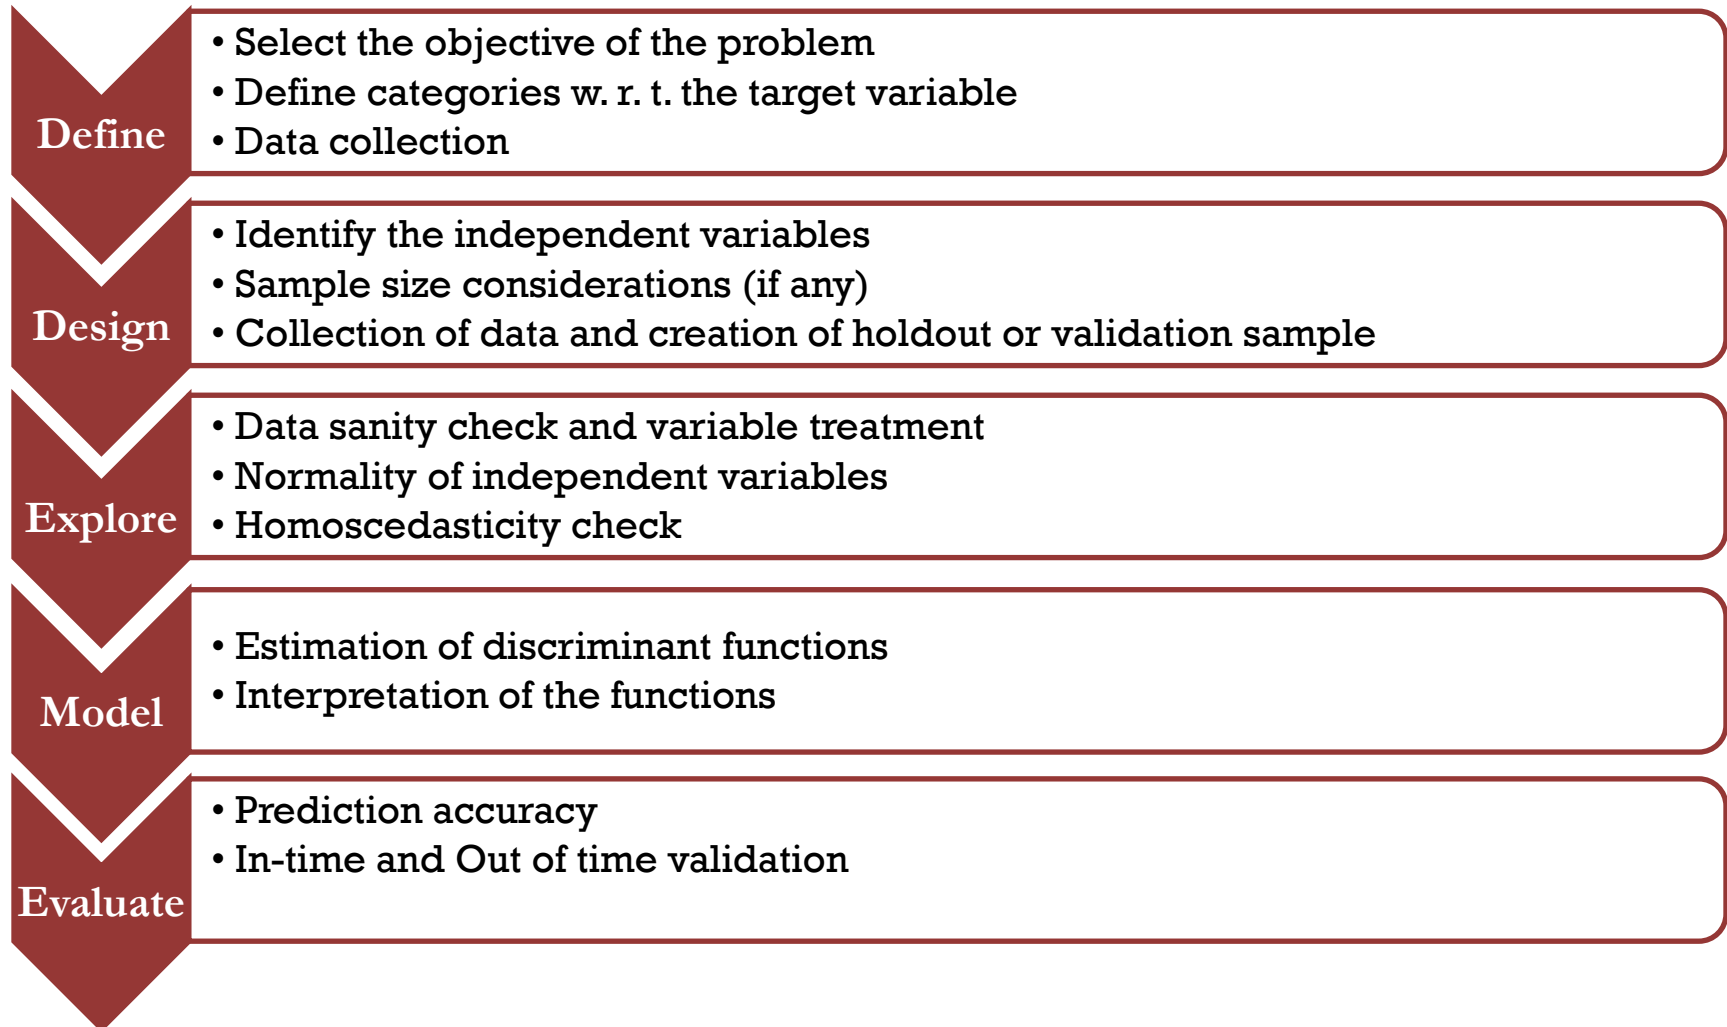 Define
• Select the objective of the problem
• Define categories w. r. t. the target variable
• Data collection
Design
• Identify the independent variables
• Sample size considerations (if any)
• Collection of data and creation of holdout or validation sample
Explore
• Data sanity check and variable treatment
• Normality of independent variables
• Homoscedasticity check
Model
• Estimation of discriminant functions
• Interpretation of the functions
Evaluate
• Prediction accuracy
• In-time and Out of time validation